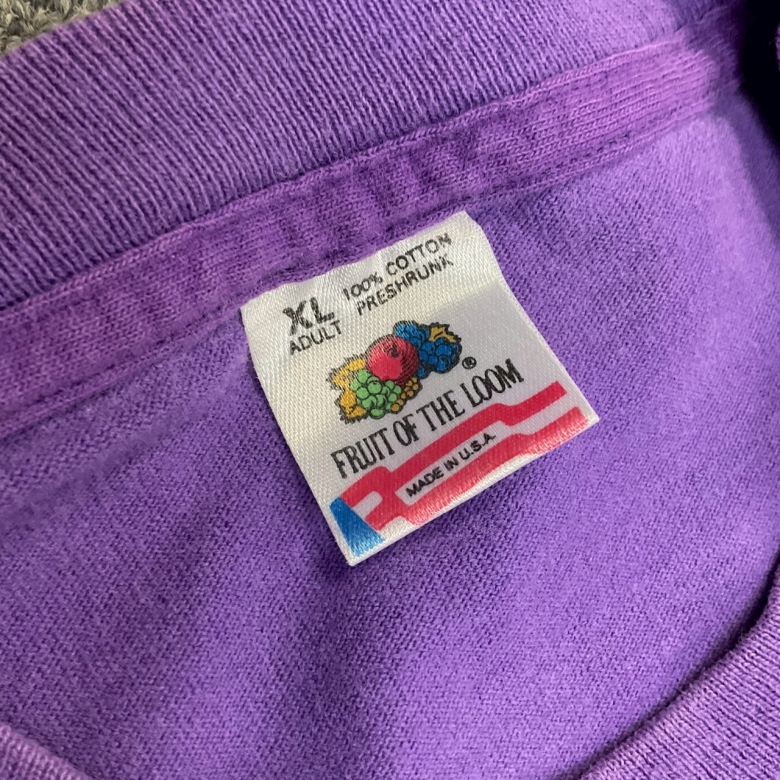 XL
ADULT
100% COTTON
PRESHRUNK
®
FRUIT OF THE LOOM
MADE IN U.S.A.